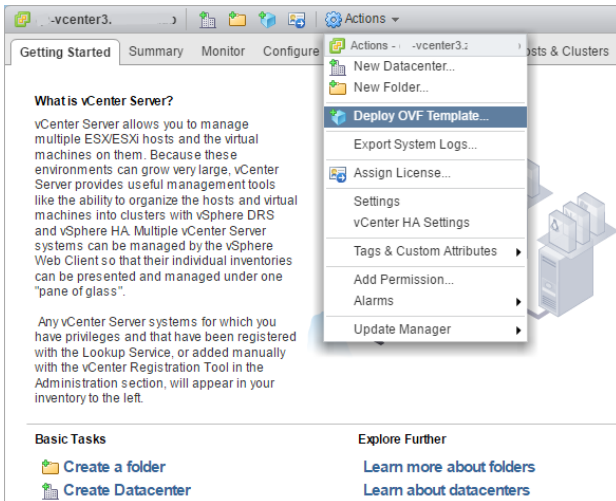 -vcenter3.
Actions
Getting Started Summary Monitor Configure osts & Clusters
Actions - -vcenter3.
New Datacenter...
New Folder...
Deploy OVF Template...
Export System Logs...
Assign License...
Settings
vCenter HA Settings
Tags & Custom Attributes
Add Permission...
Alarms
Update Manager
What is vCenter Server?
vCenter Server allows you to manage
multiple ESX/ESXi hosts and the virtual
machines on them. Because these
environments can grow very large, vCenter
Server provides useful management tools
like the ability to organize the hosts and virtual
machines into clusters with vSphere DRS
and vSphere HA. Multiple vCenter Server
systems can be managed by the vSphere
Web Client so that their individual inventories
can be presented and managed under one
"pane of glass".
Any vCenter Server systems for which you
have privileges and that have been registered
with the Lookup Service, or added manually
with the vCenter Registration Tool in the
Administration section, will appear in your
inventory to the left.
Basic Tasks
Create a folder
Create Datacenter
Explore Further
Learn more about folders
Learn about datacenters